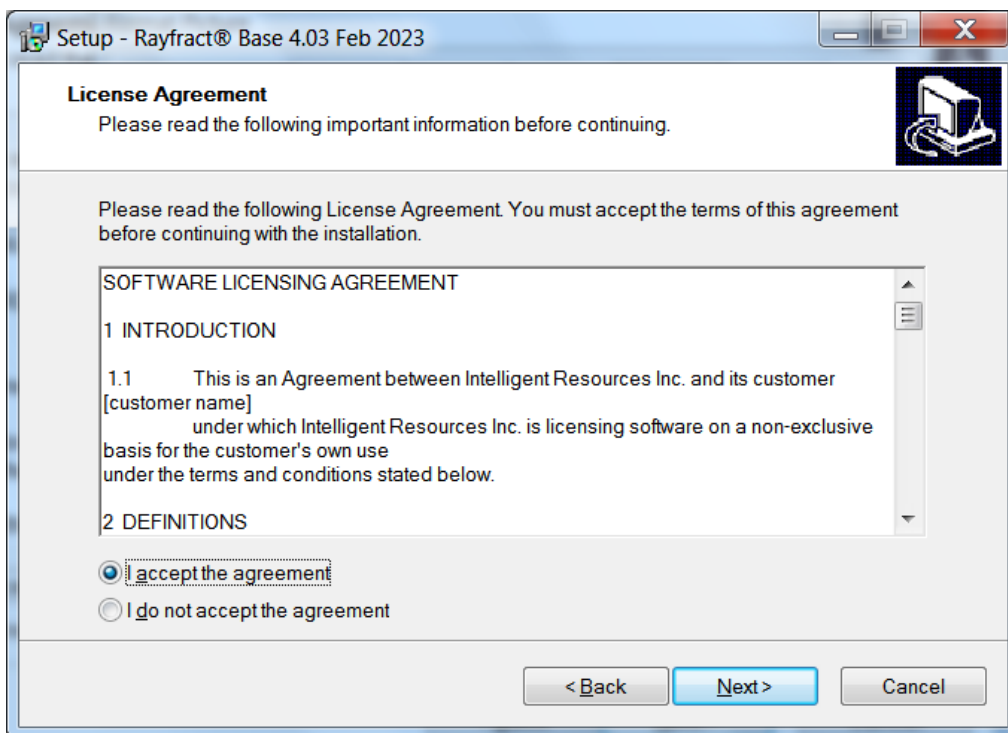 Setup - Rayfract® Base 4.03 Feb 2023
License Agreement
Please read the following important information before continuing.
Please read the following License Agreement. You must accept the terms of this agreement
before continuing with the installation.
SOFTWARE LICENSING AGREEMENT
1 INTRODUCTION
1.1 This is an Agreement between Intelligent Resources Inc. and its customer
[customer name]
under which Intelligent Resources Inc. is licensing software on a non-exclusive
basis for the customer's own use
under the terms and conditions stated below.
2 DEFINITIONS
I accept the agreement
I do not accept the agreement
< Back Next > Cancel